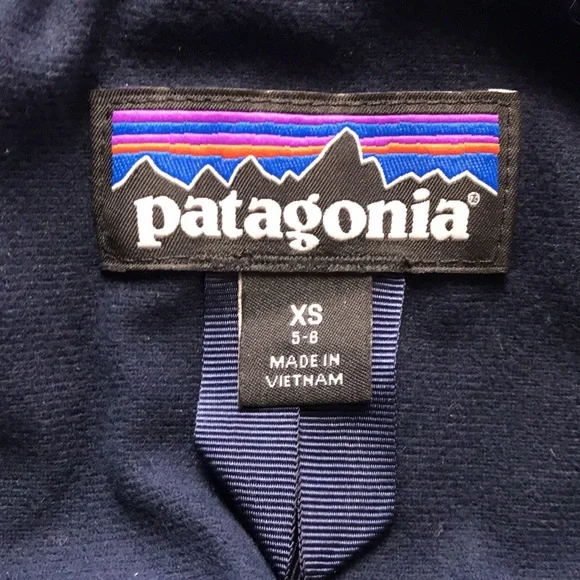 patagonia®
XS
5-6
MADE IN
VIETNAM